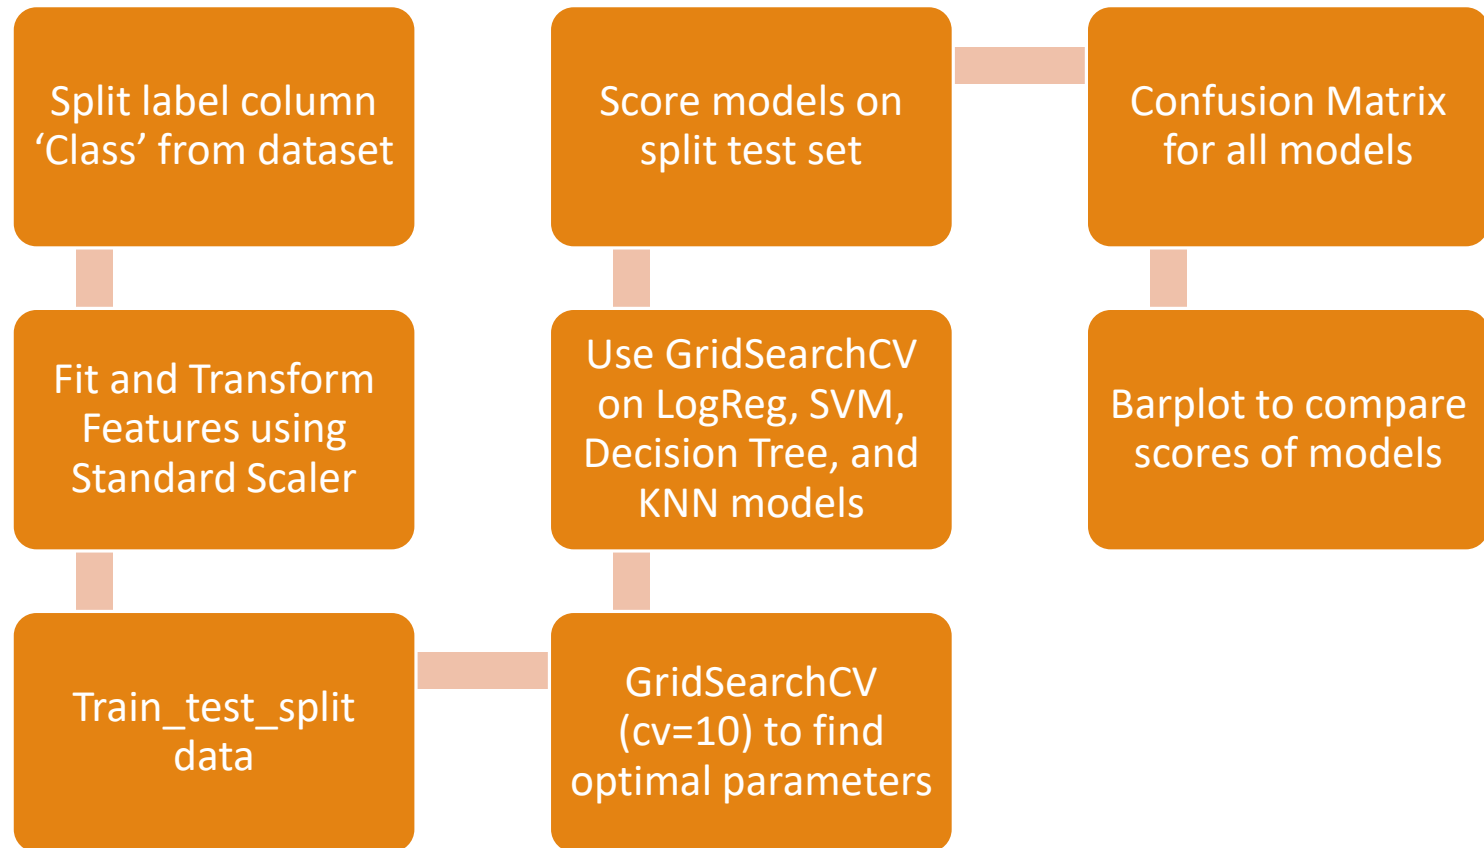 Split label column
‘Class’ from dataset
Fit and Transform
Features using
Standard Scaler
Train_test_split
data
GridSearchCV
(cv=10) to find
optimal parameters
Use GridSearchCV
on LogReg, SVM,
Decision Tree, and
KNN models
Score models on
split test set
Confusion Matrix
for all models
Barplot to compare
scores of models